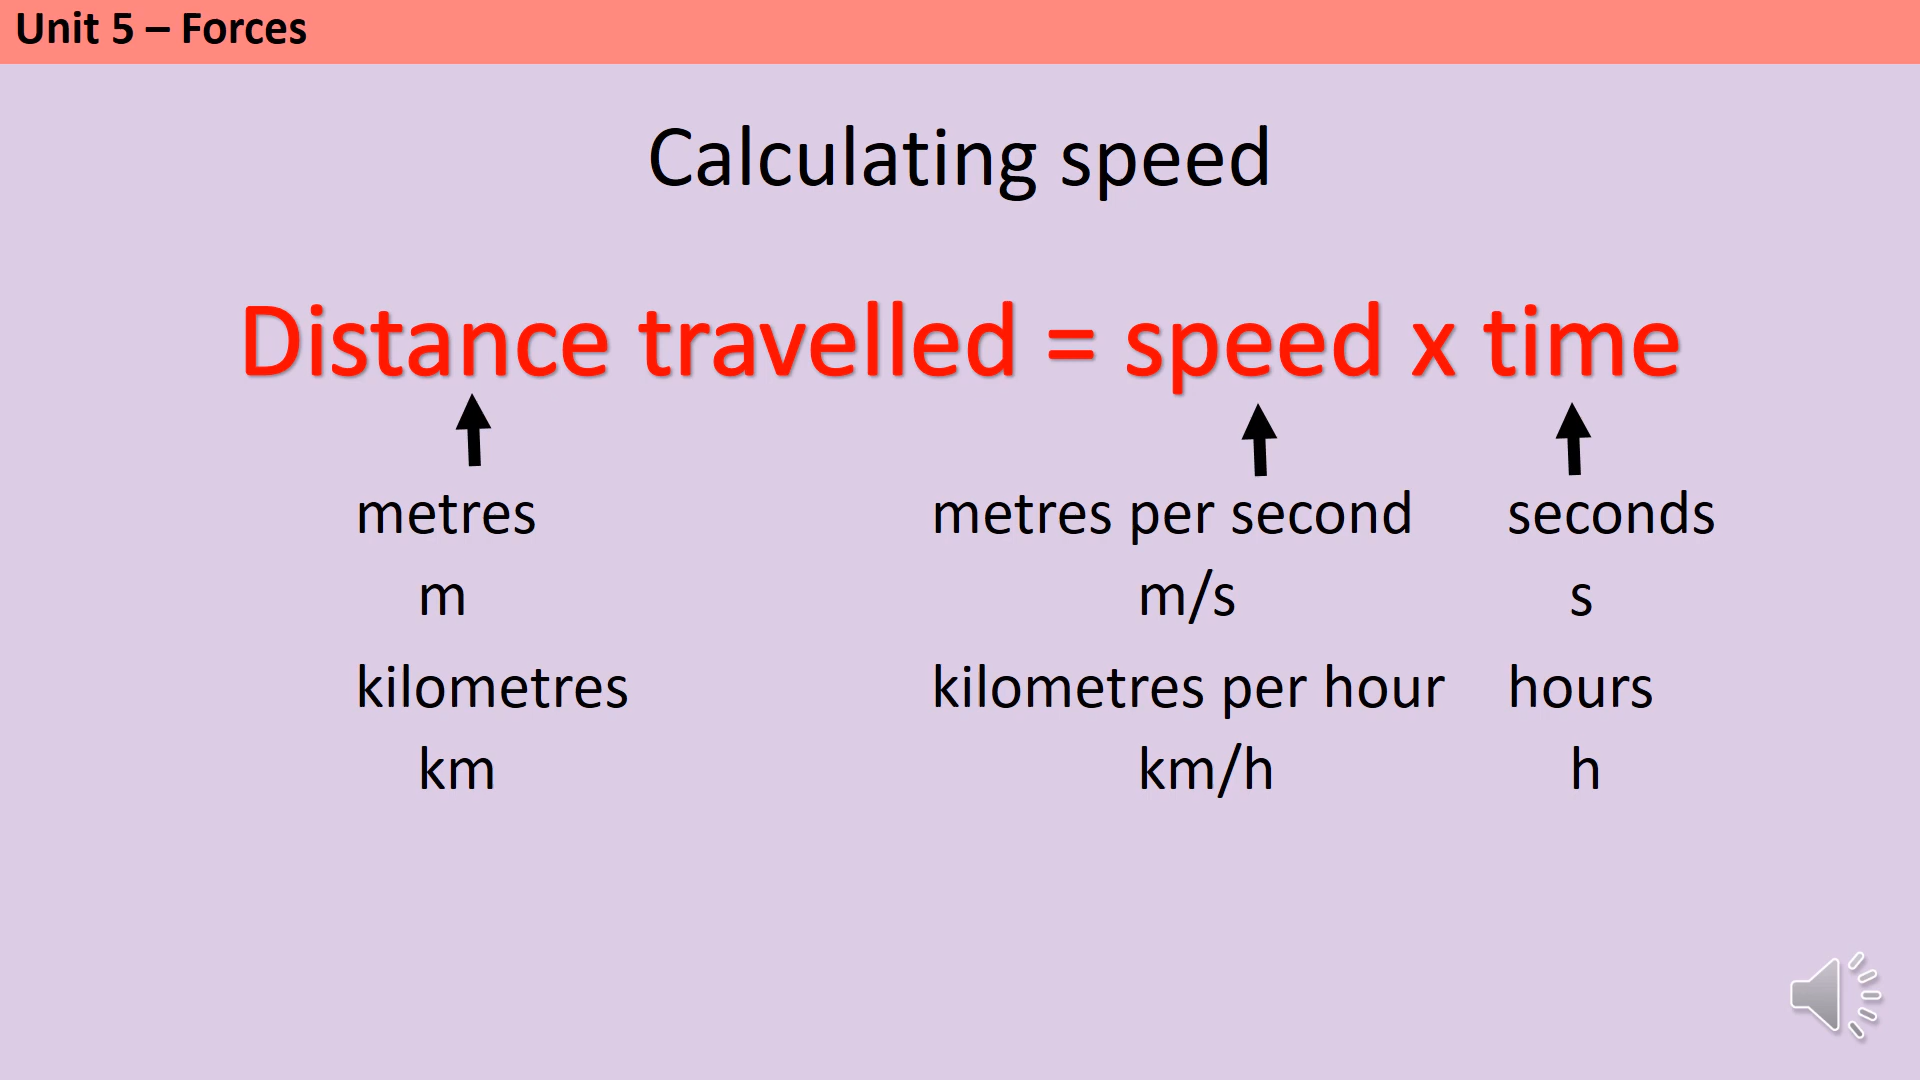 Unit 5 – Forces
Calculating speed
Distance travelled = speed x time
metres metres per second seconds
m m/s s
kilometres kilometres per hour hours
km km/h h